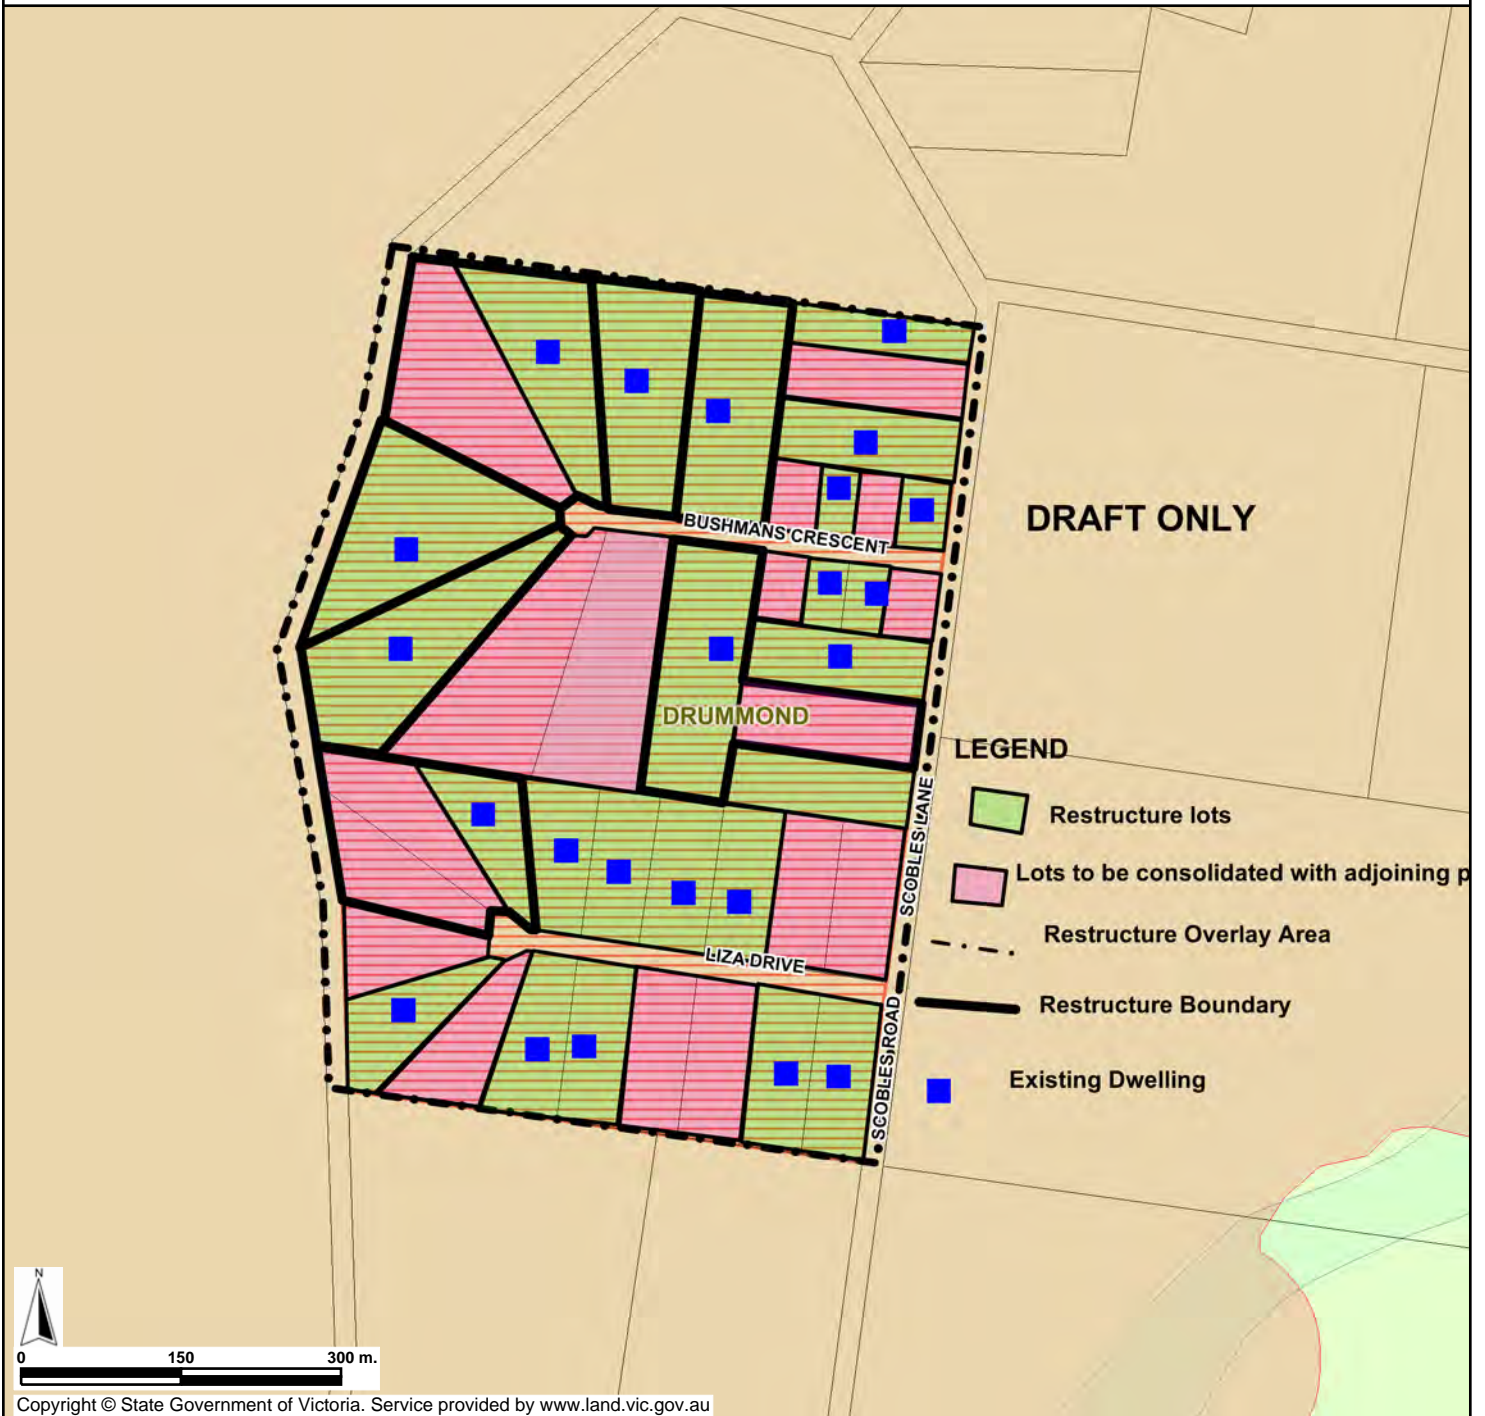 BUSHMANS CRESCENT
DRAFT ONLY
DRUMMOND
LEGEND
Restructure lots
SCOBLES LANE
Lots to be consolidated with adjoining p
Restructure Overlay Area
LIZA DRIVE
Restructure Boundary
SCOBLES ROAD
Existing Dwelling
N
0 150 300 m.
Copyright © State Government of Victoria. Service provided by www.land.vic.gov.au